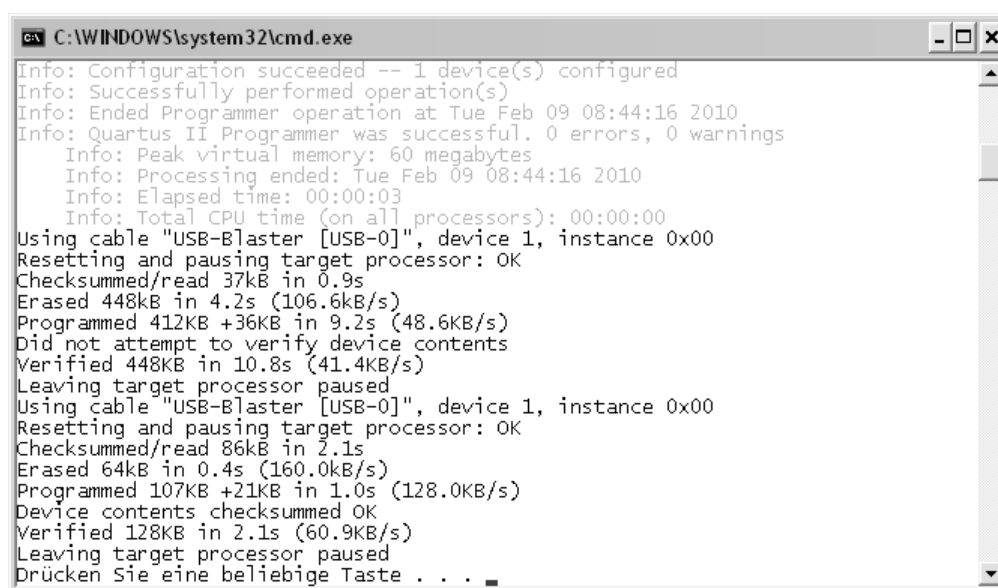 C:\WINDOWS\system32\cmd.exe
Info: Configuration succeeded -- 1 device(s) configured
Info: Successfully performed operation(s)
Info: Ended Programmer operation at Tue Feb 09 08:44:16 2010
Info: Quartus II Programmer was successful. 0 errors, 0 warnings
Info: Peak virtual memory: 60 megabytes
Info: Processing ended: Tue Feb 09 08:44:16 2010
Info: Elapsed time: 00:00:03
Info: Total CPU time (on all processors): 00:00:00
Using cable "USB-Blaster [USB-0]", device 1, instance 0x00
Resetting and pausing target processor: OK
Checksummed/read 37kB in 0.9s
Erased 448kB in 4.2s (106.6kB/s)
Programmed 412KB +36KB in 9.2s (48.6KB/s)
Did not attempt to verify device contents
Verified 448KB in 10.8s (41.4KB/s)
Leaving target processor paused
Using cable "USB-Blaster [USB-0]", device 1, instance 0x00
Resetting and pausing target processor: OK
Checksummed/read 86kB in 2.1s
Erased 64kB in 0.4s (160.0kB/s)
Programmed 107KB +21KB in 1.0s (128.0KB/s)
Device contents checksummed OK
Verified 128KB in 2.1s (60.9KB/s)
Leaving target processor paused
Drücken Sie eine beliebige Taste . . .